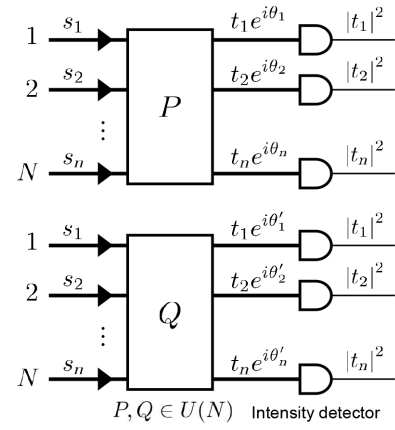 1 s₁ t₁e^{iθ₁} |t₁|²
2 s₂ P t₂e^{iθ₂} |t₂|²
⋮ ⋮
N sₙ tₙe^{iθₙ} |tₙ|²
1 s₁ t₁e^{iθ′₁} |t₁|²
2 s₂ Q t₂e^{iθ′₂} |t₂|²
⋮ ⋮
N sₙ tₙe^{iθ′ₙ} |tₙ|²
P, Q ∈ U(N) Intensity detector